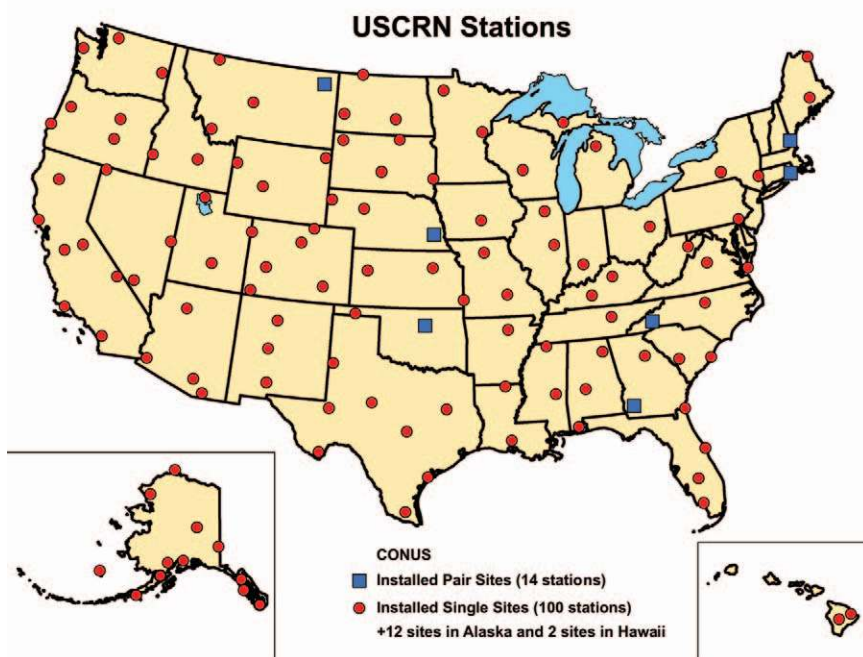 USCRN Stations
CONUS
Installed Pair Sites (14 stations)
Installed Single Sites (100 stations)
+12 sites in Alaska and 2 sites in Hawaii